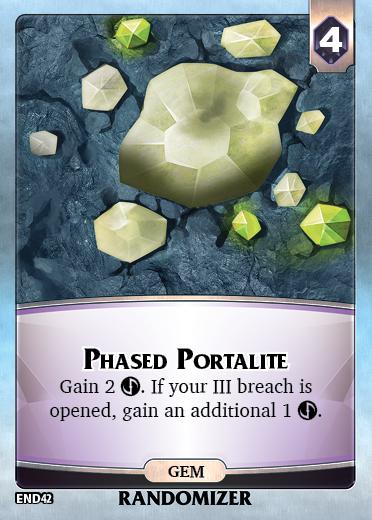 4
Phased Portalite
Gain 2 . If your III breach is
opened, gain an additional 1 .
GEM
END42
RANDOMIZER